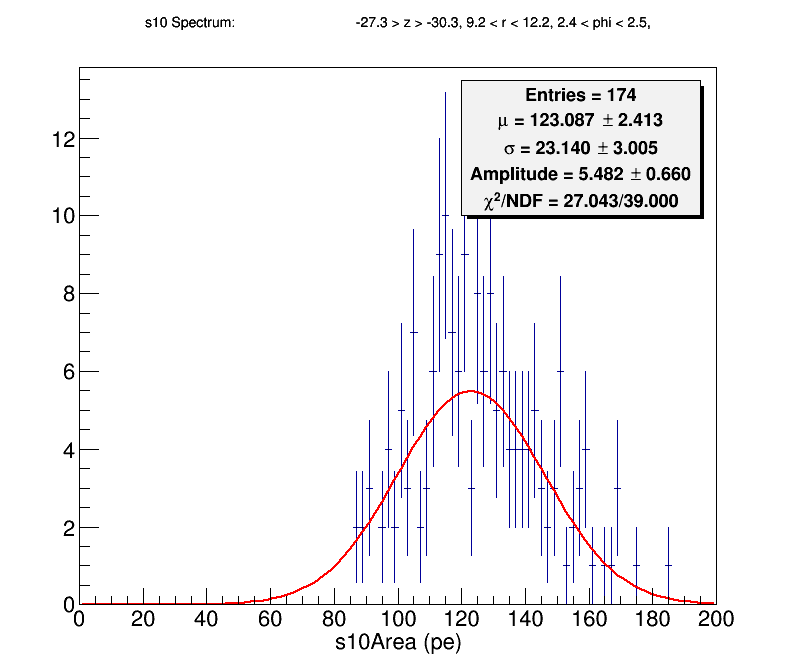 s10 Spectrum: -27.3 > z > -30.3, 9.2 < r < 12.2, 2.4 < phi < 2.5,
Entries = 174
μ = 123.087 ± 2.413
σ = 23.140 ± 3.005
Amplitude = 5.482 ± 0.660
χ²/NDF = 27.043/39.000
12
10
8
6
4
2
0
0 20 40 60 80 100 120 140 160 180 200
s10Area (pe)